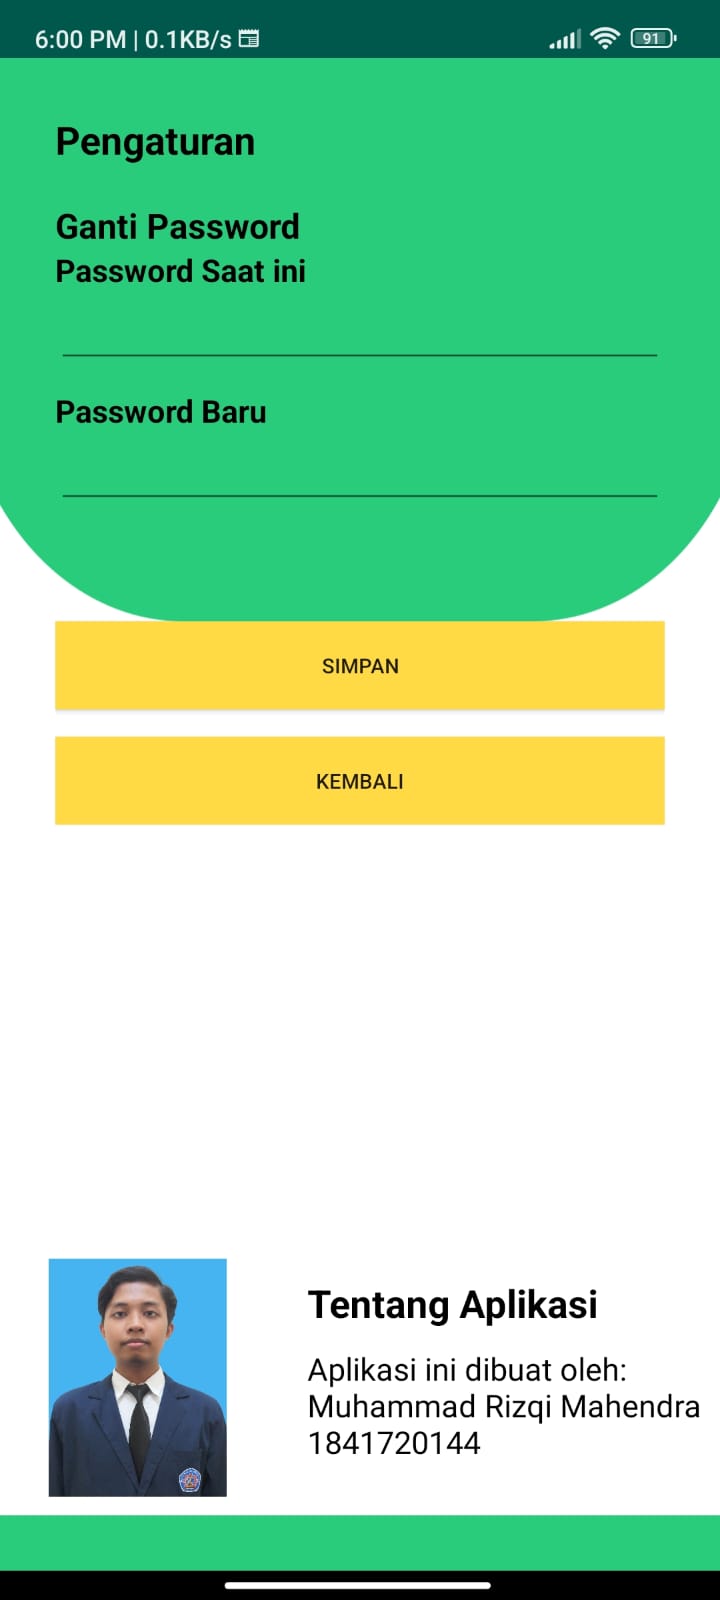 6:00 PM | 0.1KB/s
91
Pengaturan
Ganti Password
Password Saat ini
Password Baru
SIMPAN
KEMBALI
Tentang Aplikasi
Aplikasi ini dibuat oleh:
Muhammad Rizqi Mahendra
1841720144